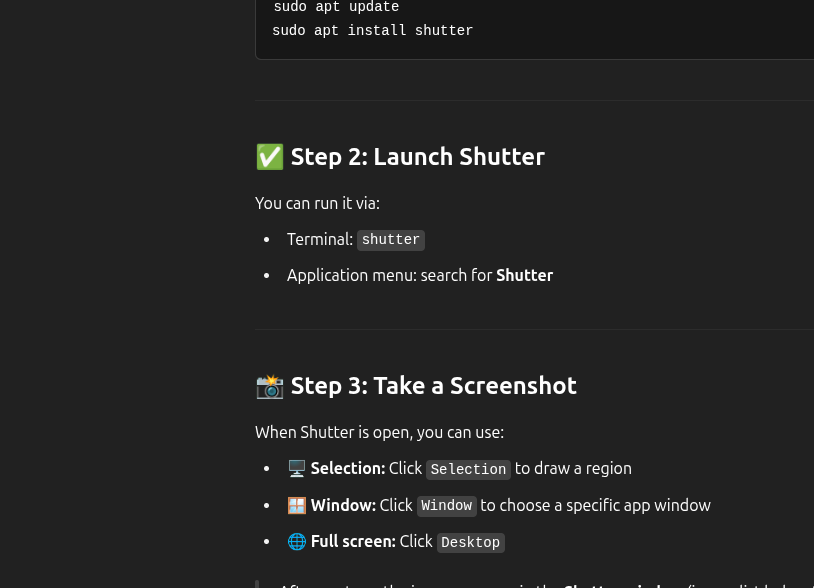 sudo apt update
sudo apt install shutter
✅ Step 2: Launch Shutter
You can run it via:
• Terminal: shutter
• Application menu: search for Shutter
📸 Step 3: Take a Screenshot
When Shutter is open, you can use:
• 🖥️ Selection: Click Selection to draw a region
• 🪟 Window: Click Window to choose a specific app window
• 🌐 Full screen: Click Desktop